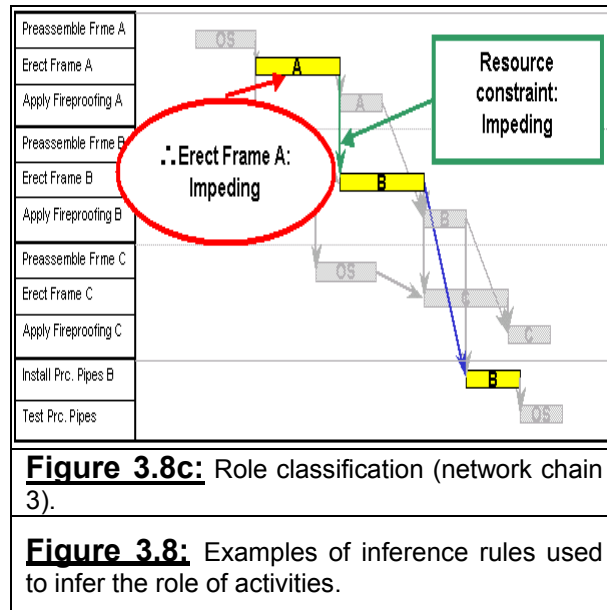 Preassemble Frme A
OS
Erect Frame A
A
Resource
constraint:
Impeding
Apply Fireproofing A
A
Preassemble Frme B
∴Erect Frame A:
Impeding
Erect Frame B
B
Apply Fireproofing B
B
Preassemble Frme C
OS
Erect Frame C
C
Apply Fireproofing C
C
Install Prc. Pipes B
B
Test Prc. Pipes
OS
Figure 3.8c: Role classification (network chain
3).
Figure 3.8: Examples of inference rules used
to infer the role of activities.